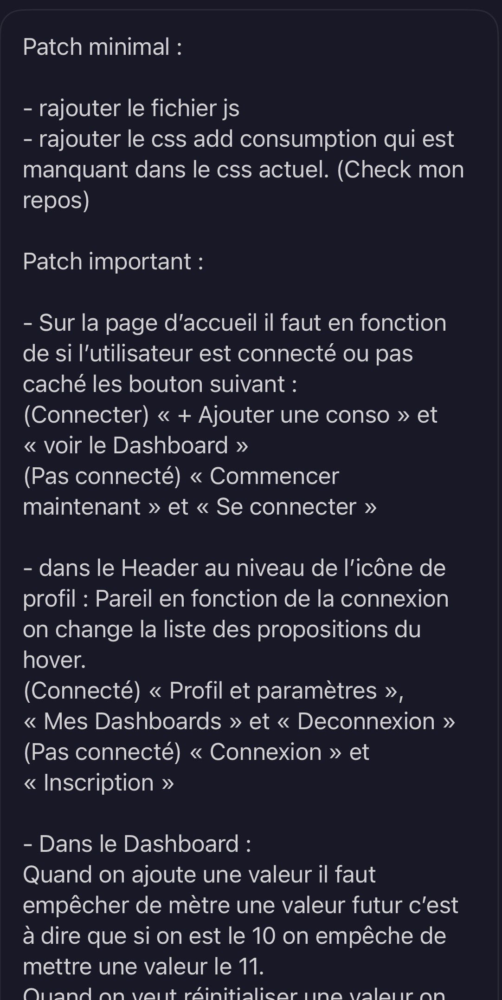 Patch minimal :
- rajouter le fichier js
- rajouter le css add consumption qui est
manquant dans le css actuel. (Check mon
repos)
Patch important :
- Sur la page d’accueil il faut en fonction
de si l’utilisateur est connecté ou pas
caché les bouton suivant :
(Connecter) « + Ajouter une conso » et
« voir le Dashboard »
(Pas connecté) « Commencer
maintenant » et « Se connecter »
- dans le Header au niveau de l’icône de
profil : Pareil en fonction de la connexion
on change la liste des propositions du
hover.
(Connecté) « Profil et paramètres »,
« Mes Dashboards » et « Deconnexion »
(Pas connecté) « Connexion » et
« Inscription »
- Dans le Dashboard :
Quand on ajoute une valeur il faut
empêcher de mètre une valeur futur c’est
à dire que si on est le 10 on empêche de
mettre une valeur le 11.
Quand on veut réinitialiser une valeur on